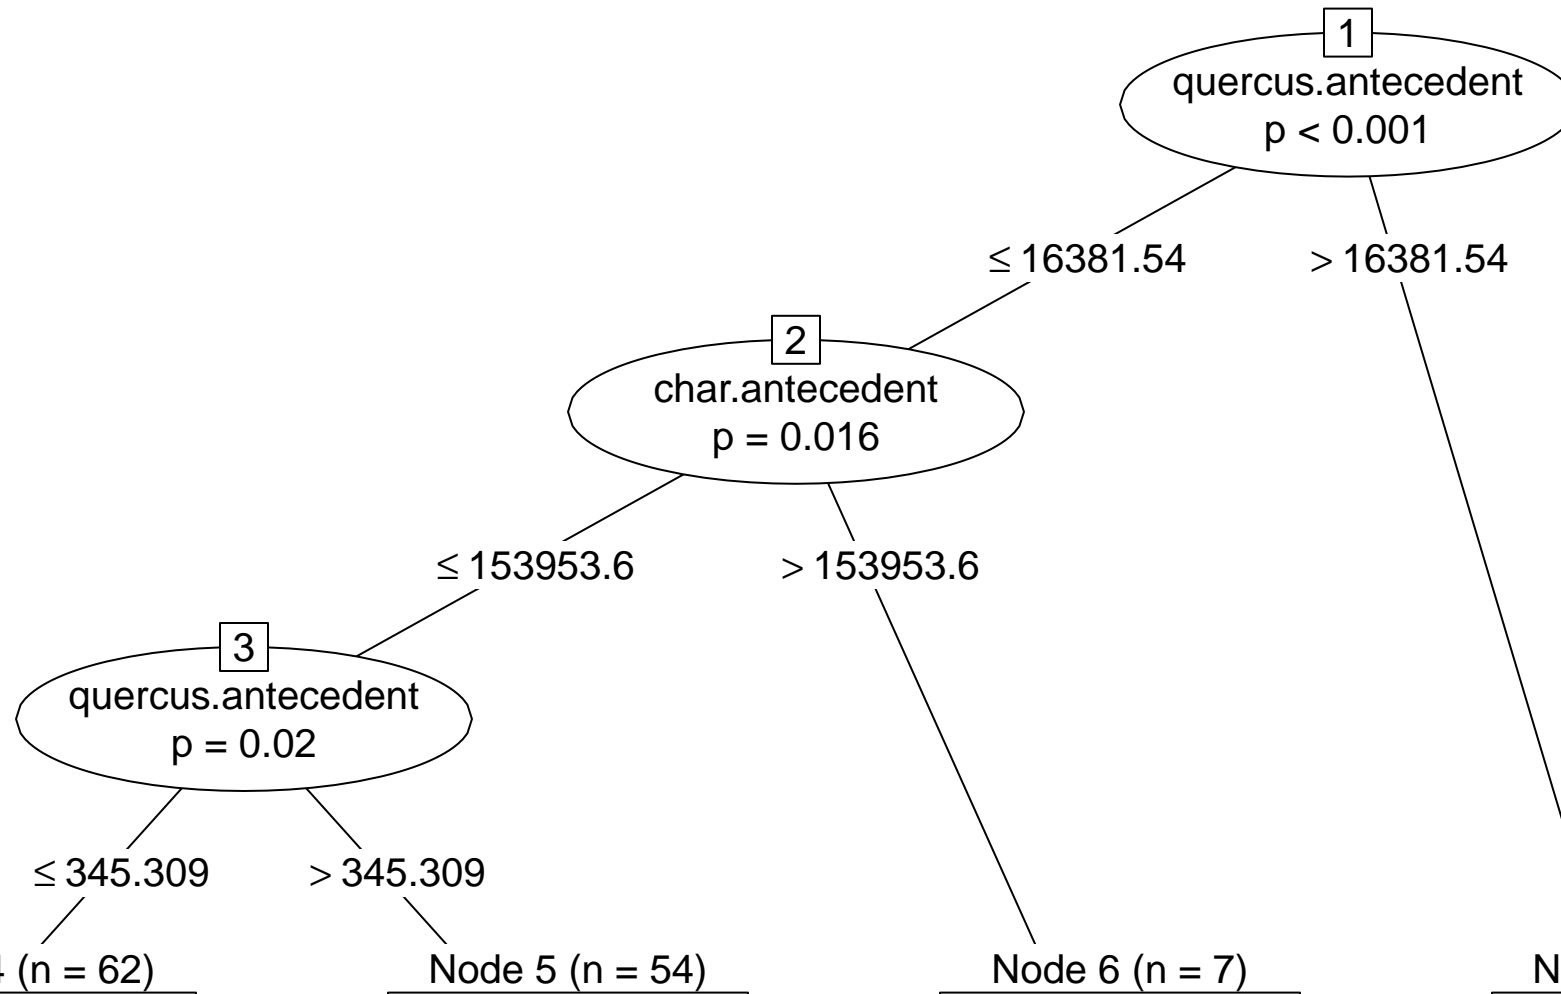 1
quercus.antecedent
p < 0.001
≤ 16381.54
> 16381.54
2
char.antecedent
p = 0.016
≤ 153953.6
> 153953.6
3
quercus.antecedent
p = 0.02
≤ 345.309
> 345.309
(n = 62)
Node 5 (n = 54)
Node 6 (n = 7)